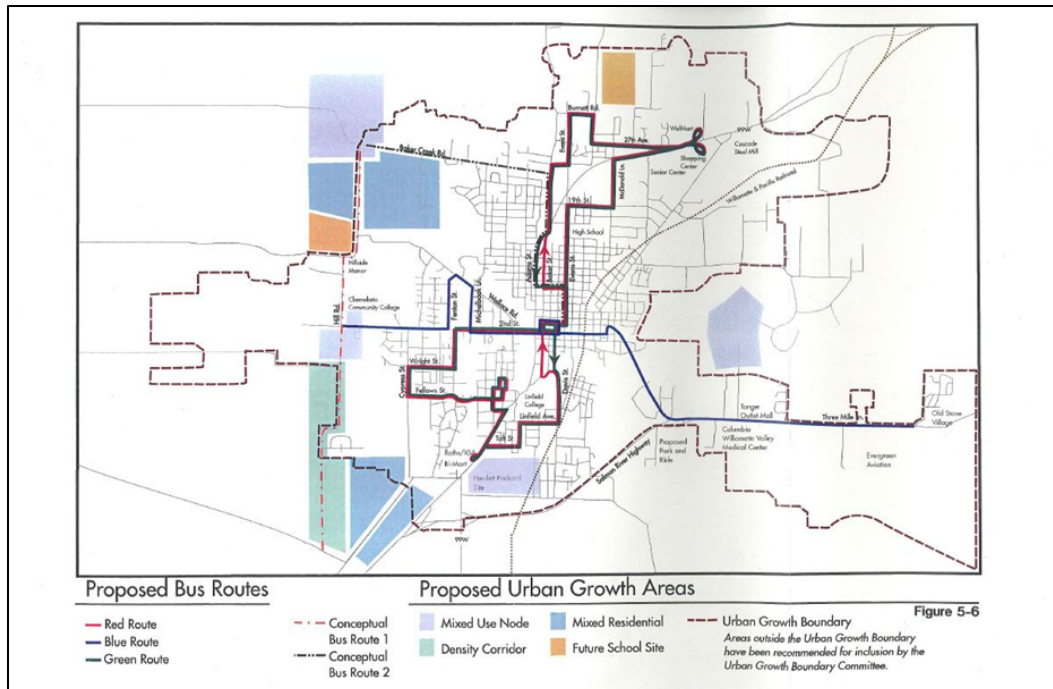 Burnett Rd.
WalMart
99W
27th Ave.
Cascade
Steel Mill
Evans St.
Shopping
Center
Baker Creek Rd.
Senior Center
McDonald Ln.
Willamette & Pacific Railroad
19th St.
High School
Adams St.
Baker St.
Evans St.
Hillside
Manor
Chemeketa
Community College
Hill Rd.
Fenton St.
Michelbook Ln.
Wallace Rd.
2nd St.
Wright St.
Cypress St.
Fellows St.
Linfield
College
Davis St.
Linfield Ave.
Taft St.
Roths/IGA
Bi-Mart
Hewlett Packard
Site
Salmon River Highway
Proposed
Park and
Ride
Tanger
Outlet Mall
Columbia
Willamette Valley
Medical Center
Three Mile Ln.
Old Stone
Village
Evergreen
Aviation
99W
Figure 5-6
Proposed Bus Routes
Red Route
Blue Route
Green Route
Conceptual
Bus Route 1
Conceptual
Bus Route 2
Proposed Urban Growth Areas
Mixed Use Node
Density Corridor
Mixed Residential
Future School Site
Urban Growth Boundary
Areas outside the Urban Growth Boundary
have been recommended for inclusion by the
Urban Growth Boundary Committee.